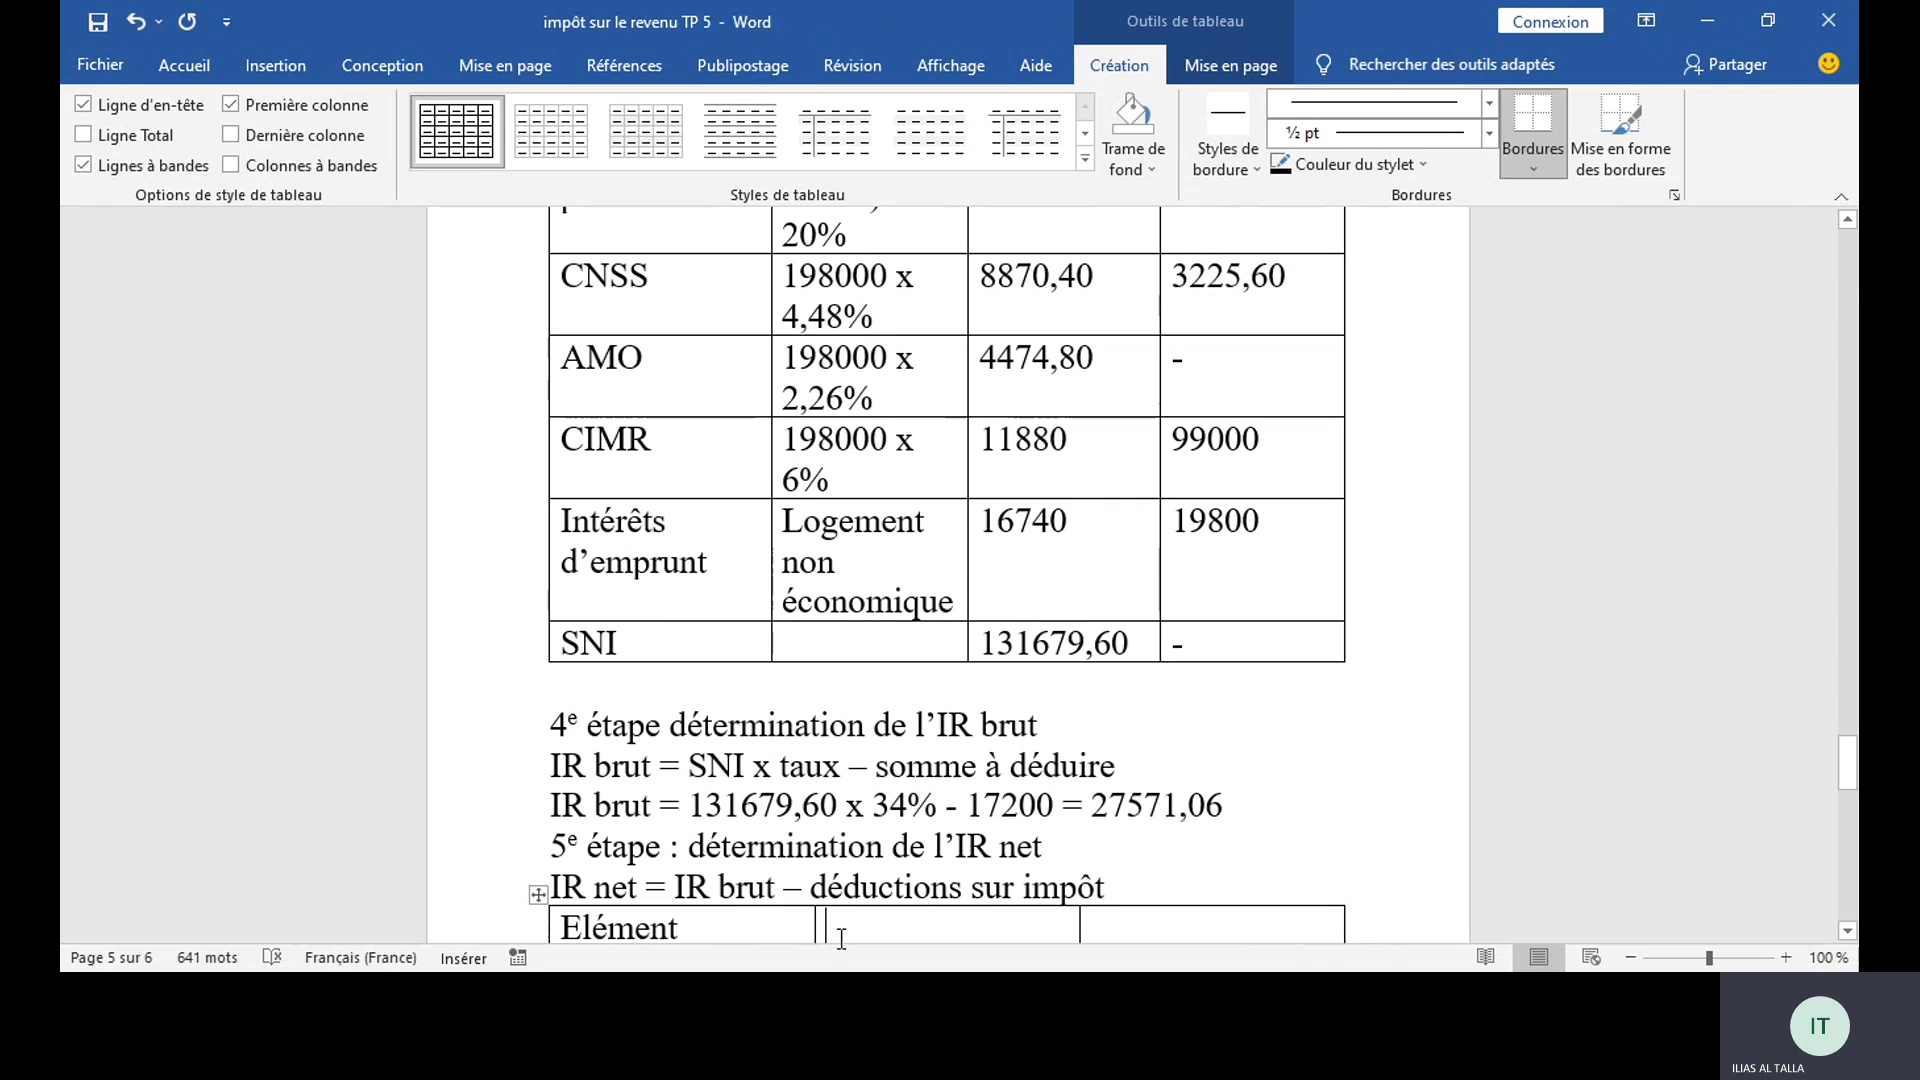 impôt sur le revenu TP 5 - Word
Outils de tableau
Connexion
Fichier Accueil Insertion Conception Mise en page Références Publipostage Révision Affichage Aide Création Mise en page Rechercher des outils adaptés Partager
Ligne d'en-tête Première colonne
Ligne Total Dernière colonne
Lignes à bandes Colonnes à bandes
Options de style de tableau
Styles de tableau
Trame de fond
Styles de bordure
½ pt
Couleur du stylet
Bordures
Mise en forme des bordures
Bordures
20%
CNSS 198000 x 4,48% 8870,40 3225,60
AMO 198000 x 2,26% 4474,80 -
CIMR 198000 x 6% 11880 99000
Intérêts d’emprunt Logement non économique 16740 19800
SNI 131679,60 -
4e étape détermination de l’IR brut
IR brut = SNI x taux – somme à déduire
IR brut = 131679,60 x 34% - 17200 = 27571,06
5e étape : détermination de l’IR net
IR net = IR brut – déductions sur impôt
Elément
Page 5 sur 6 641 mots Français (France) Insérer 100 %
IT
ILIAS AL TALLA